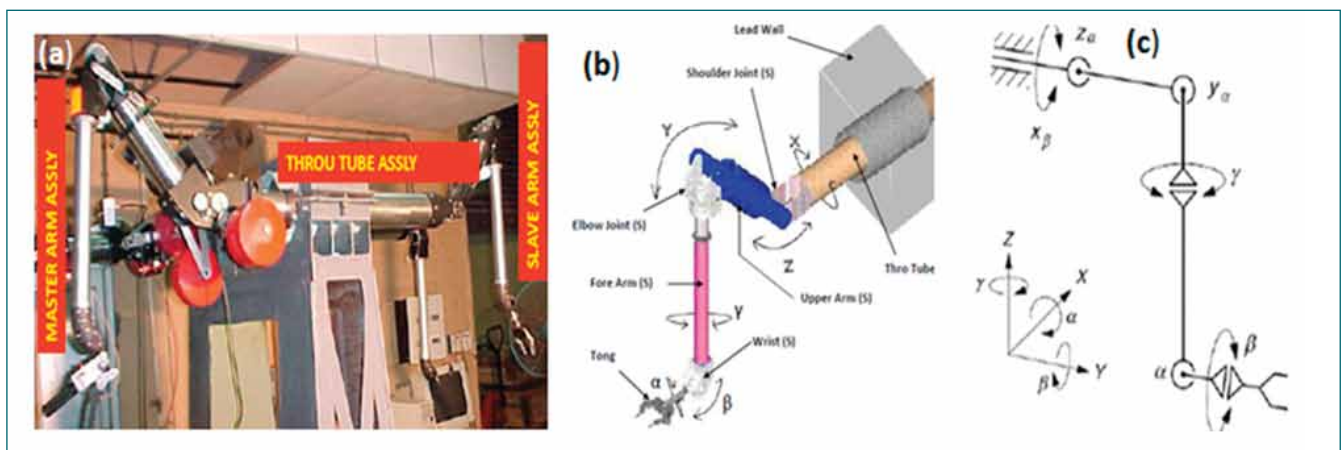 (a)
MASTER ARM ASSLY
THROU TUBE ASSLY
SLAVE ARM ASSLY
(b)
Lead Wall
Shoulder Joint (S)
Y
X
Elbow Joint (S)
Z
Thro Tube
Fore Arm (S)
Upper Arm (S)
γ
Wrist (S)
Tong
α
β
(c)
zα
yα
xβ
γ
Z
X
γ
α
β
Y
β
α